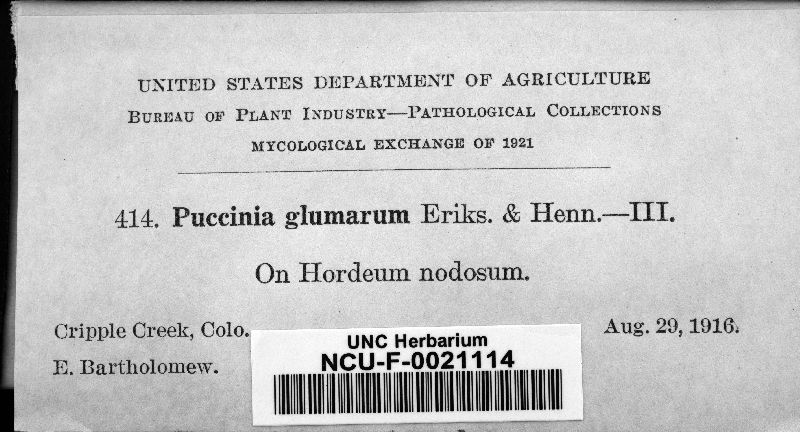 UNITED STATES DEPARTMENT OF AGRICULTURE
BUREAU OF PLANT INDUSTRY—PATHOLOGICAL COLLECTIONS
MYCOLOGICAL EXCHANGE OF 1921
414. Puccinia glumarum Eriks. & Henn.—III.
On Hordeum nodosum.
Cripple Creek, Colo. Aug. 29, 1916.
E. Bartholomew.
UNC Herbarium
NCU-F-0021114